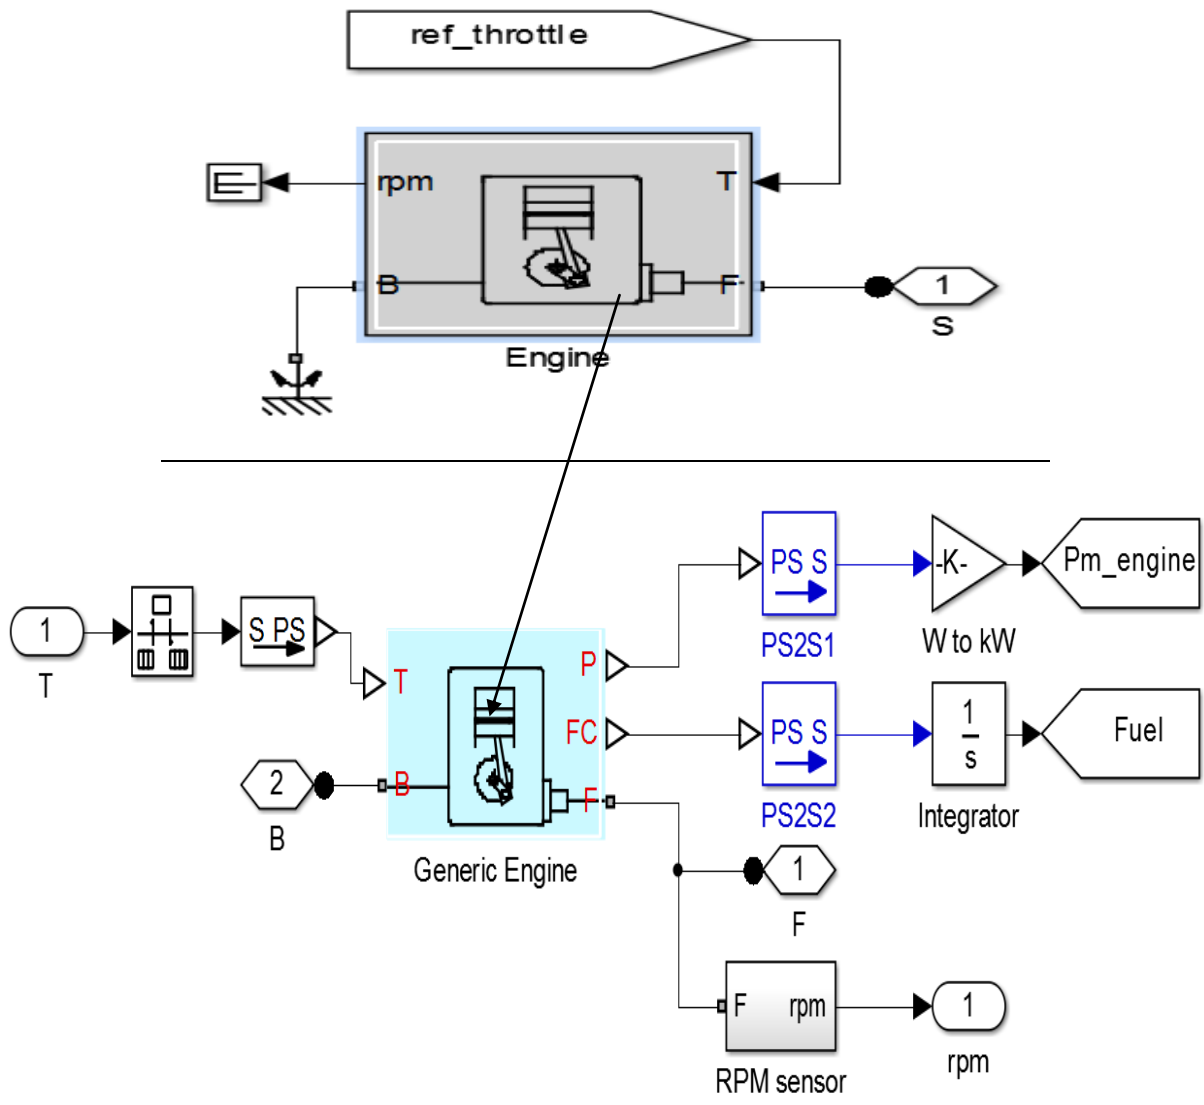 ref_throttle
rpm
T
B
F
1
S
Engine
1
T
S PS
T
P
FC
B
F
2
B
Generic Engine
PS S
PS2S1
-K-
W to kW
Pm_engine
PS S
PS2S2
1
s
Integrator
Fuel
1
F
F rpm
RPM sensor
1
rpm